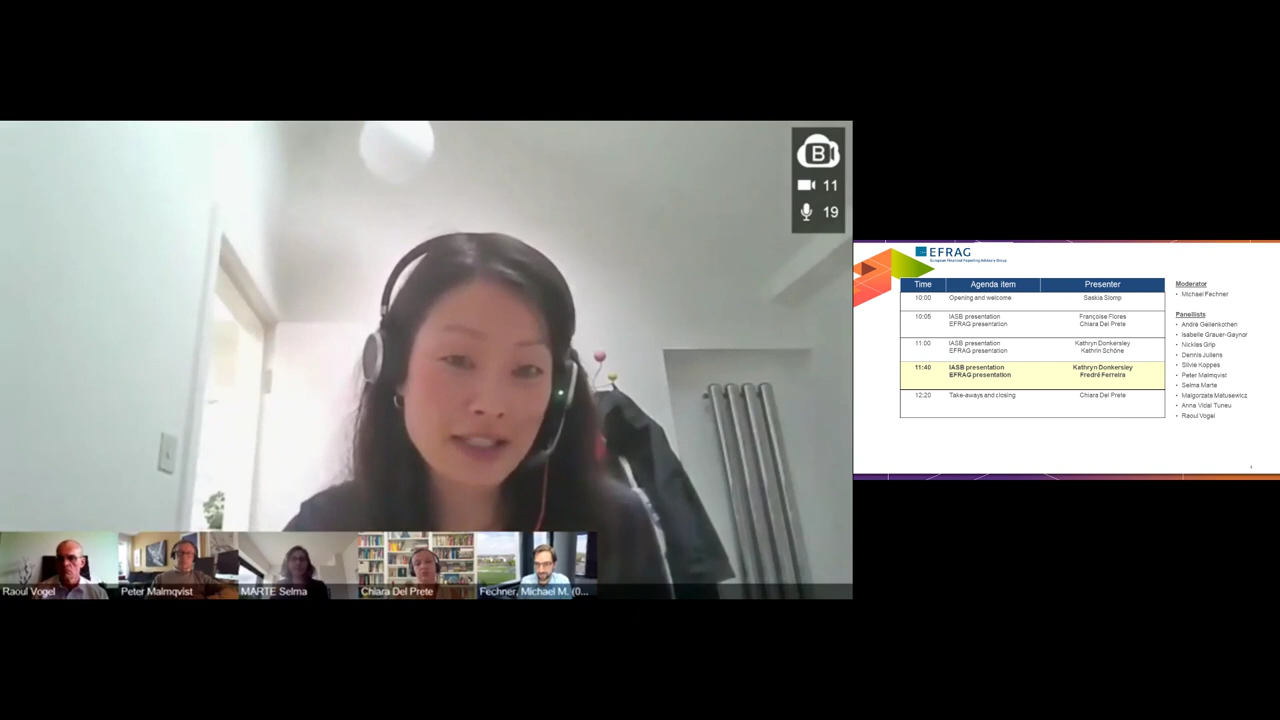 B
11
19
Raoul Vogel
Peter Malmqvist
MARTE Selma
Chiara Del Prete
Fechner, Michael M. (0...
EFRAG
European Financial Reporting Advisory Group
Time Agenda item Presenter
10:00 Opening and welcome Saskia Slomp
10:05 IASB presentation Françoise Flores
EFRAG presentation Chiara Del Prete
11:00 IASB presentation Kathryn Donkersley
EFRAG presentation Kathrin Schöne
11:40 IASB presentation Kathryn Donkersley
EFRAG presentation Fredré Ferreira
12:20 Take-aways and closing Chiara Del Prete
Moderator
• Michael Fechner
Panellists
• André Geilenkothen
• Isabelle Grauer-Gaynor
• Nicklas Grip
• Dennis Jullens
• Silvie Koppes
• Peter Malmqvist
• Selma Marte
• Malgorzata Matusewicz
• Anna Vidal Tuneu
• Raoul Vogel